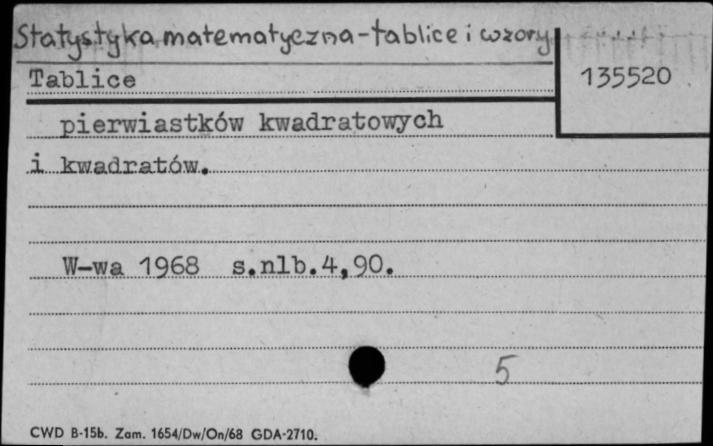 Statystyka matematyczna - tablice i wzory
Tablice
135520
pierwiastków kwadratowych
i kwadratów.
W-wa 1968 s.nlb.4,90.
5
CWD B-15b. Zam. 1654/Dw/On/68 GDA-2710.